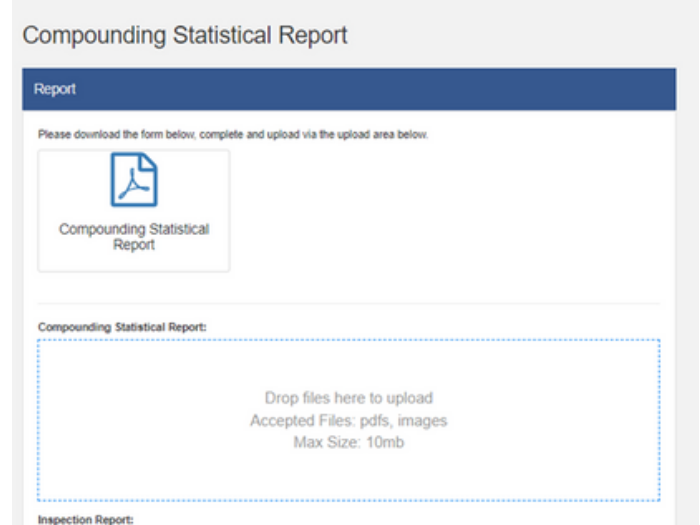 Compounding Statistical Report
Report
Please download the form below, complete and upload via the upload area below.
Compounding Statistical
Report
Compounding Statistical Report:
Drop files here to upload
Accepted Files: pdfs, images
Max Size: 10mb
Inspection Report: